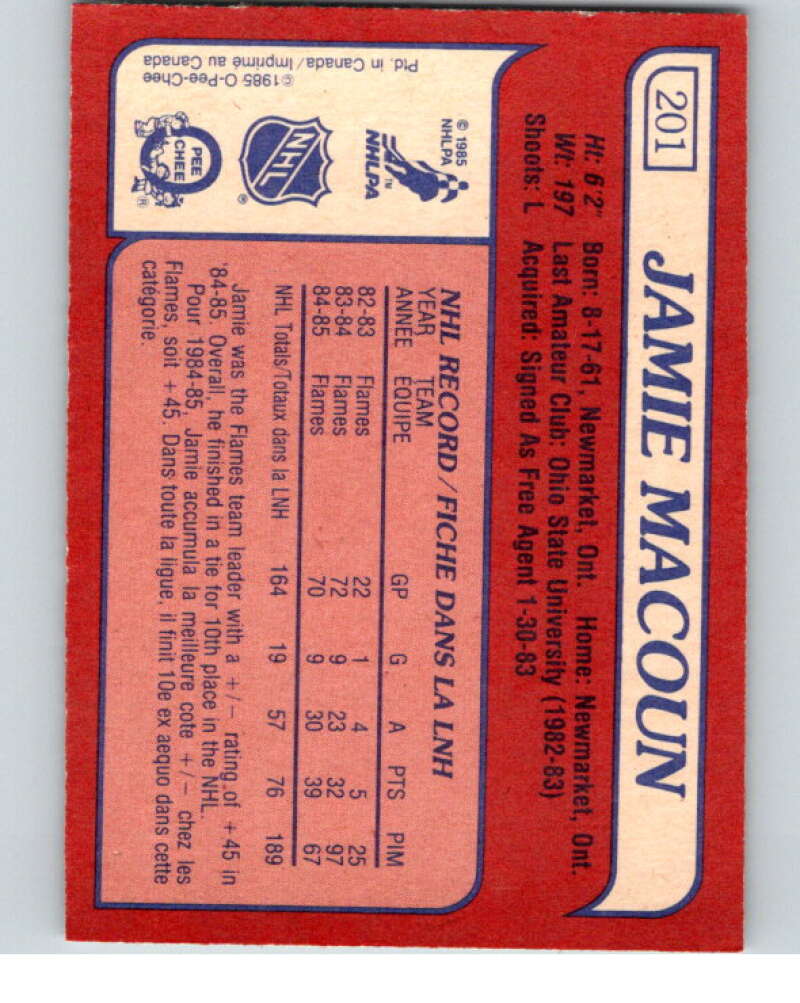 201
JAMIE MACOUN
Ht: 6'2" Born: 8-17-61, Newmarket, Ont. Home: Newmarket, Ont.
Wt: 197 Last Amateur Club: Ohio State University (1982-83)
Shoots: L Acquired: Signed As Free Agent 1-30-83
© 1985
NHLPA
NHLPA
TM
NHL
®
O
PEE
CHEE
®
©1985 O-Pee-Chee
Ptd. in Canada/Imprimé au Canada
NHL RECORD/FICHE DANS LA LNH
YEAR TEAM
ANNÉE ÉQUIPE GP G A PTS PIM
82-83 Flames 22 1 4 5 25
83-84 Flames 72 9 23 32 97
84-85 Flames 70 9 30 39 67
NHL Totals/Totaux dans la LNH 164 19 57 76 189
Jamie was the Flames team leader with a +/− rating of +45 in
'84-85. Overall, he finished in a tie for 10th place in the NHL.
Pour 1984-85, Jamie accumula la meilleure cote +/− chez les
Flames, soit +45. Dans toute la ligue, il finit 10e ex aequo dans cette
catégorie.